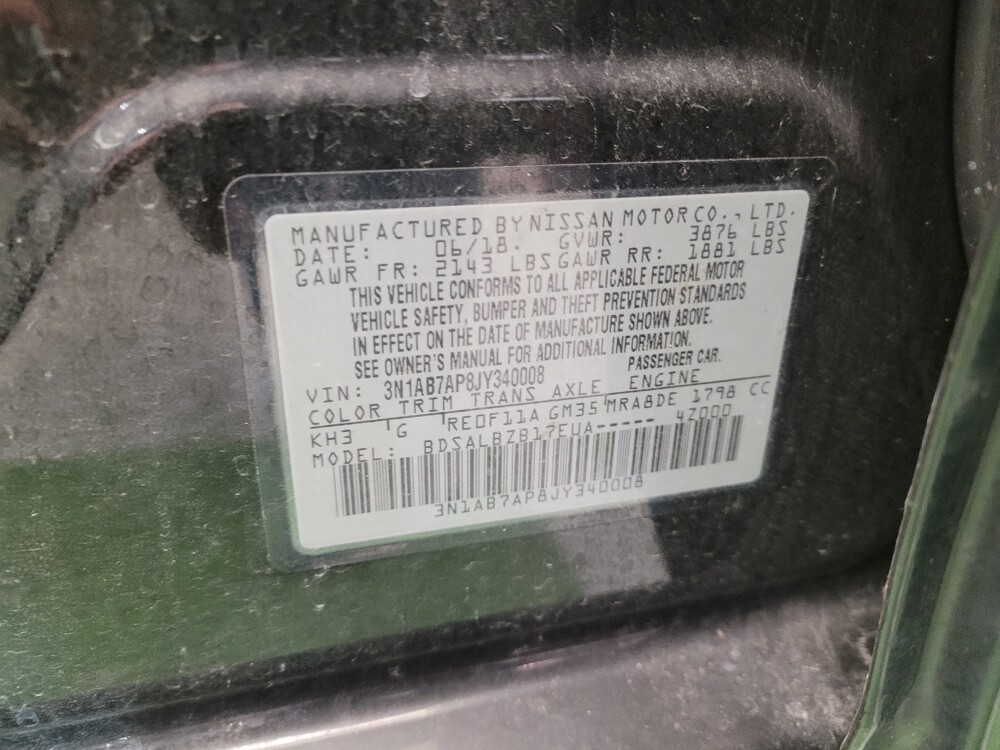 MANUFACTURED BY NISSAN MOTOR CO., LTD.
DATE: 06/18. GVWR: 3876 LBS
GAWR FR: 2143 LBS GAWR RR: 1881 LBS
THIS VEHICLE CONFORMS TO ALL APPLICABLE FEDERAL MOTOR
VEHICLE SAFETY, BUMPER AND THEFT PREVENTION STANDARDS
IN EFFECT ON THE DATE OF MANUFACTURE SHOWN ABOVE.
SEE OWNER'S MANUAL FOR ADDITIONAL INFORMATION.
VIN: 3N1AB7AP8JY340008 PASSENGER CAR.
COLOR TRIM TRANS AXLE ENGINE
KH3 G RE0F11A GM35 MRA8DE 1798 CC
MODEL: BDSALBZB17EUA----- 4Z000
3N1AB7AP8JY340008